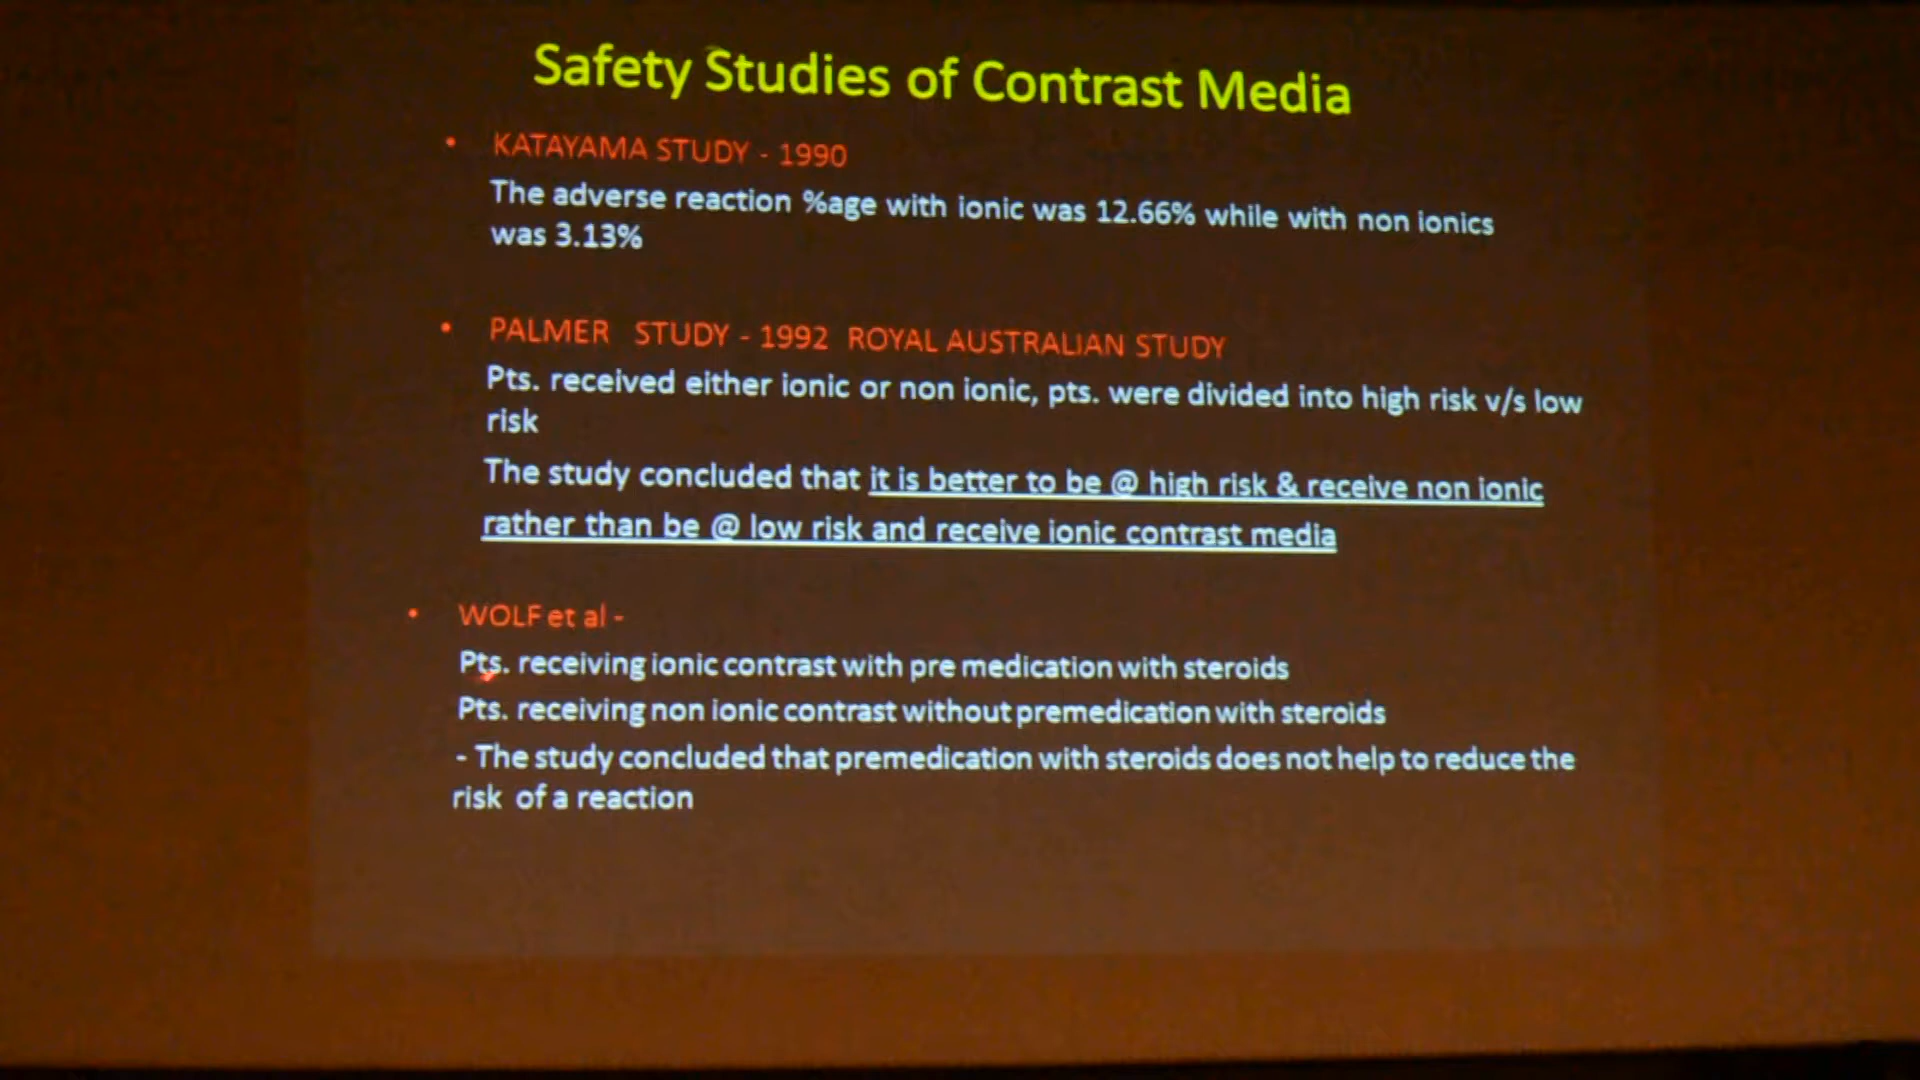 Safety Studies of Contrast Media
• KATAYAMA STUDY - 1990
The adverse reaction %age with ionic was 12.66% while with non ionics
was 3.13%
• PALMER STUDY - 1992 ROYAL AUSTRALIAN STUDY
Pts. received either ionic or non ionic, pts. were divided into high risk v/s low
risk
The study concluded that it is better to be @ high risk & receive non ionic
rather than be @ low risk and receive ionic contrast media
• WOLF et al -
Pts. receiving ionic contrast with pre medication with steroids
Pts. receiving non ionic contrast without premedication with steroids
- The study concluded that premedication with steroids does not help to reduce the
risk of a reaction